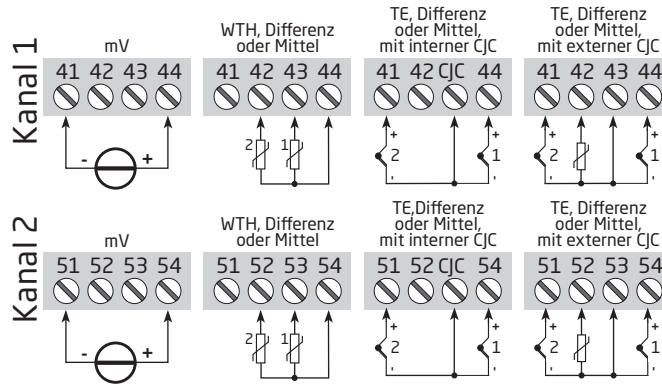 Kanal 1
mV
41 42 43 44
- +
WTH, Differenz
oder Mittel
41 42 43 44
2 1
TE, Differenz
oder Mittel,
mit interner CJC
41 42 CJC 44
+ +
2 1
- -
TE, Differenz
oder Mittel,
mit externer CJC
41 42 43 44
+ +
2 1
- -
Kanal 2
mV
51 52 53 54
- +
WTH, Differenz
oder Mittel
51 52 53 54
2 1
TE,Differenz
oder Mittel,
mit interner CJC
51 52 CJC 54
+ +
2 1
- -
TE, Differenz
oder Mittel,
mit externer CJC
51 52 53 54
+ +
2 1
- -